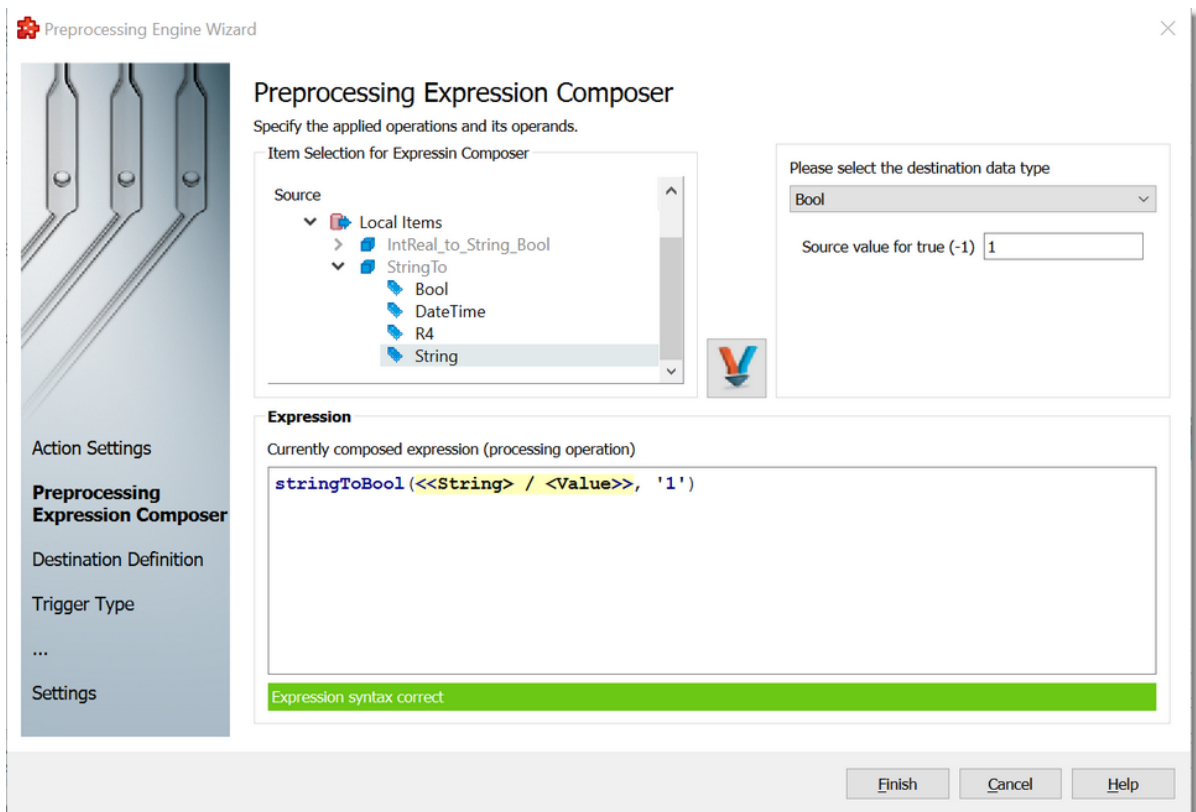 Preprocessing Engine Wizard
Preprocessing Expression Composer
Specify the applied operations and its operands.
Item Selection for Expressin Composer
Source
Local Items
IntReal_to_String_Bool
StringTo
Bool
DateTime
R4
String
Please select the destination data type
Bool
Source value for true (-1) 1
Action Settings
Preprocessing
Expression Composer
Destination Definition
Trigger Type
...
Settings
Expression
Currently composed expression (processing operation)
stringToBool(<<String> / <Value>>, '1')
Expression syntax correct
Finish
Cancel
Help